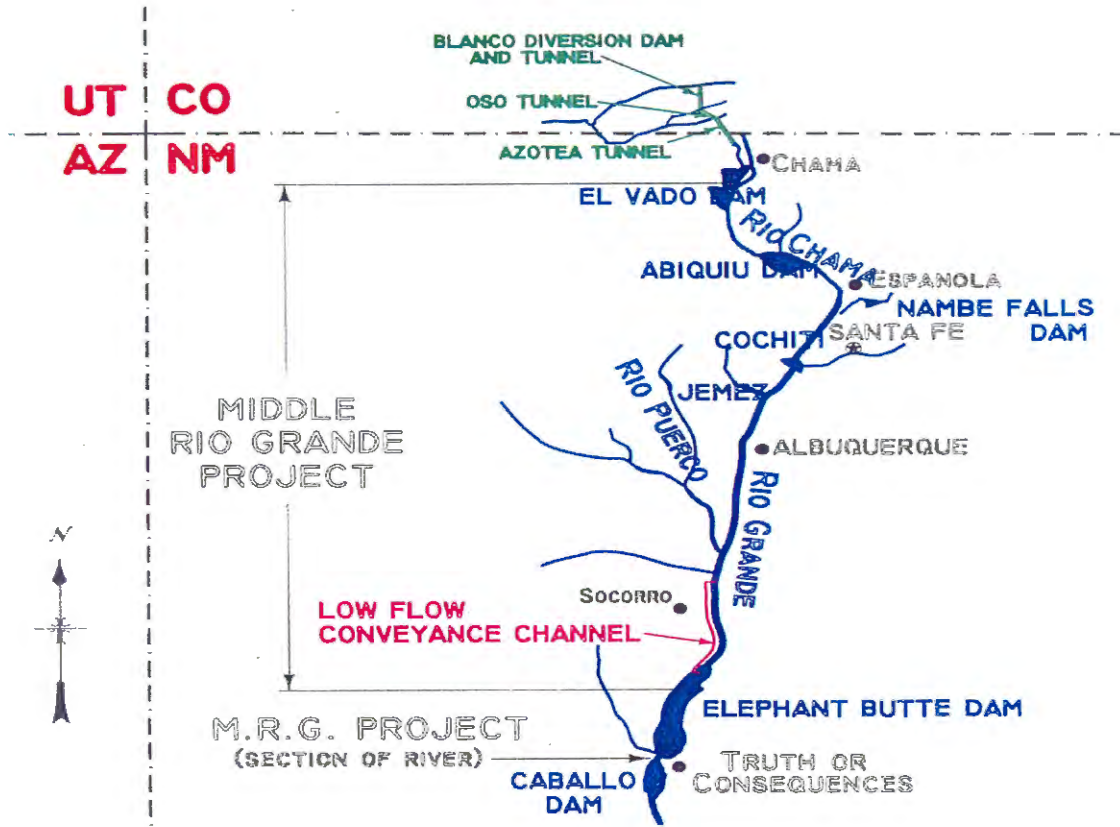 BLANCO DIVERSION DAM
AND TUNNEL
OSO TUNNEL
UT CO
AZ NM
AZOTEA TUNNEL
CHAMA
EL VADO DAM
RIO CHAMA
ABIQUIU DAM
ESPANOLA
NAMBE FALLS
DAM
COCHITI
SANTA FE
JEMEZ
RIO PUERCO
MIDDLE
RIO GRANDE
PROJECT
ALBUQUERQUE
RIO GRANDE
N
SOCORRO
LOW FLOW
CONVEYANCE CHANNEL
ELEPHANT BUTTE DAM
M.R.G. PROJECT
(SECTION OF RIVER)
TRUTH OR
CONSEQUENCES
CABALLO
DAM